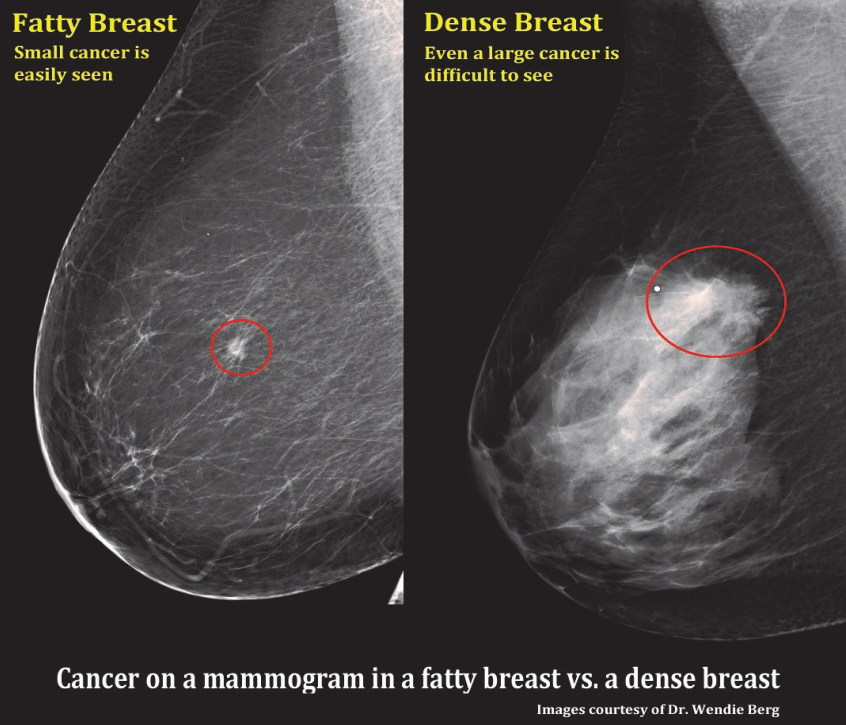 Fatty Breast
Small cancer is
easily seen
Dense Breast
Even a large cancer is
difficult to see
Cancer on a mammogram in a fatty breast vs. a dense breast
Images courtesy of Dr. Wendie Berg